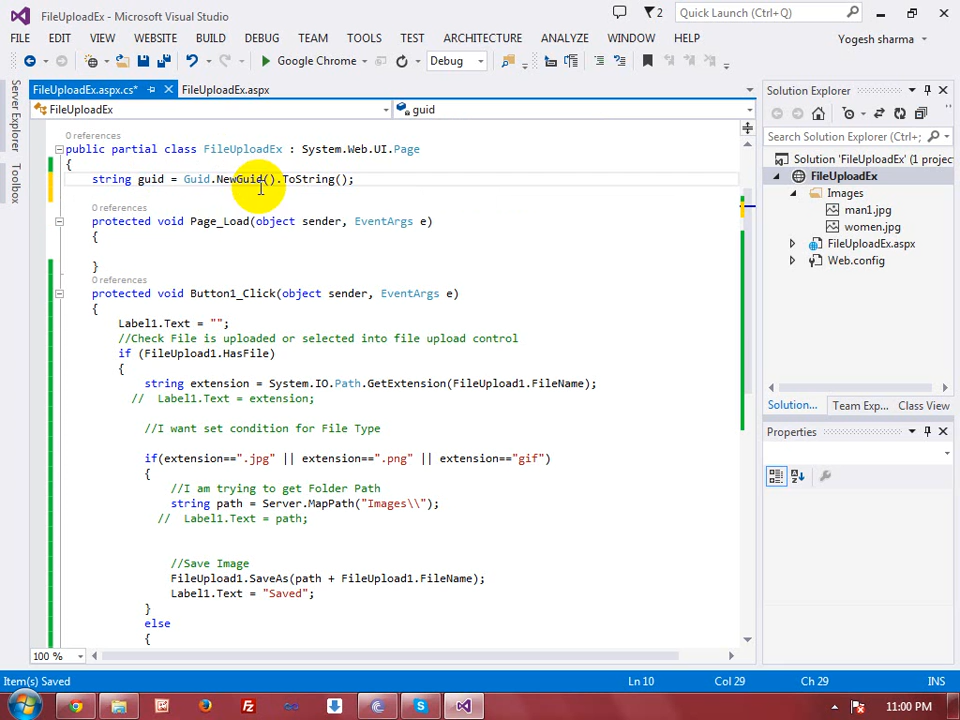 FileUploadEx - Microsoft Visual Studio
2
Quick Launch (Ctrl+Q)
FILE EDIT VIEW WEBSITE BUILD DEBUG TEAM TOOLS TEST ARCHITECTURE ANALYZE WINDOW HELP
Yogesh sharma
Google Chrome
Debug
Server Explorer
Toolbox
FileUploadEx.aspx.cs*
FileUploadEx.aspx
FileUploadEx
guid
0 references
public partial class FileUploadEx : System.Web.UI.Page
{
string guid = Guid.NewGuid().ToString();
0 references
protected void Page_Load(object sender, EventArgs e)
{
}
0 references
protected void Button1_Click(object sender, EventArgs e)
{
Label1.Text = "";
//Check File is uploaded or selected into file upload control
if (FileUpload1.HasFile)
{
string extension = System.IO.Path.GetExtension(FileUpload1.FileName);
// Label1.Text = extension;
//I want set condition for File Type
if(extension==".jpg" || extension==".png" || extension=="gif")
{
//I am trying to get Folder Path
string path = Server.MapPath("Images\\");
// Label1.Text = path;
//Save Image
FileUpload1.SaveAs(path + FileUpload1.FileName);
Label1.Text = "Saved";
}
else
{
100 %
Solution Explorer
Search Solution Explorer (Ctrl+;
Solution 'FileUploadEx' (1 projec
FileUploadEx
Images
man1.jpg
women.jpg
FileUploadEx.aspx
Web.config
Solution... Team Exp... Class View
Properties
Item(s) Saved
Ln 10
Col 29
Ch 29
INS
11:00 PM